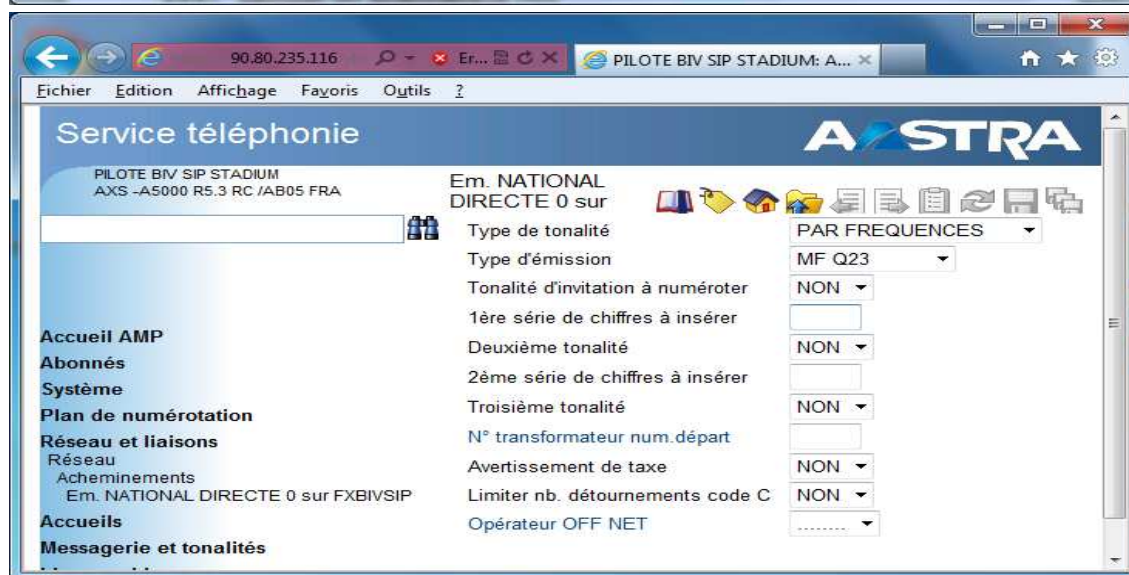 90.80.235.116
Er...
PILOTE BIV SIP STADIUM: A...
Fichier Edition Affichage Favoris Outils ?
Service téléphonie
AASTRA
PILOTE BIV SIP STADIUM
AXS -A5000 R5.3 RC /AB05 FRA
Em. NATIONAL
DIRECTE 0 sur
Type de tonalité PAR FREQUENCES
Type d'émission MF Q23
Tonalité d'invitation à numéroter NON
1ère série de chiffres à insérer
Deuxième tonalité NON
2ème série de chiffres à insérer
Troisième tonalité NON
N° transformateur num.départ
Avertissement de taxe NON
Limiter nb. détournements code C NON
Opérateur OFF NET ........
Accueil AMP
Abonnés
Système
Plan de numérotation
Réseau et liaisons
Réseau
Acheminements
Em. NATIONAL DIRECTE 0 sur FXBIVSIP
Accueils
Messagerie et tonalités